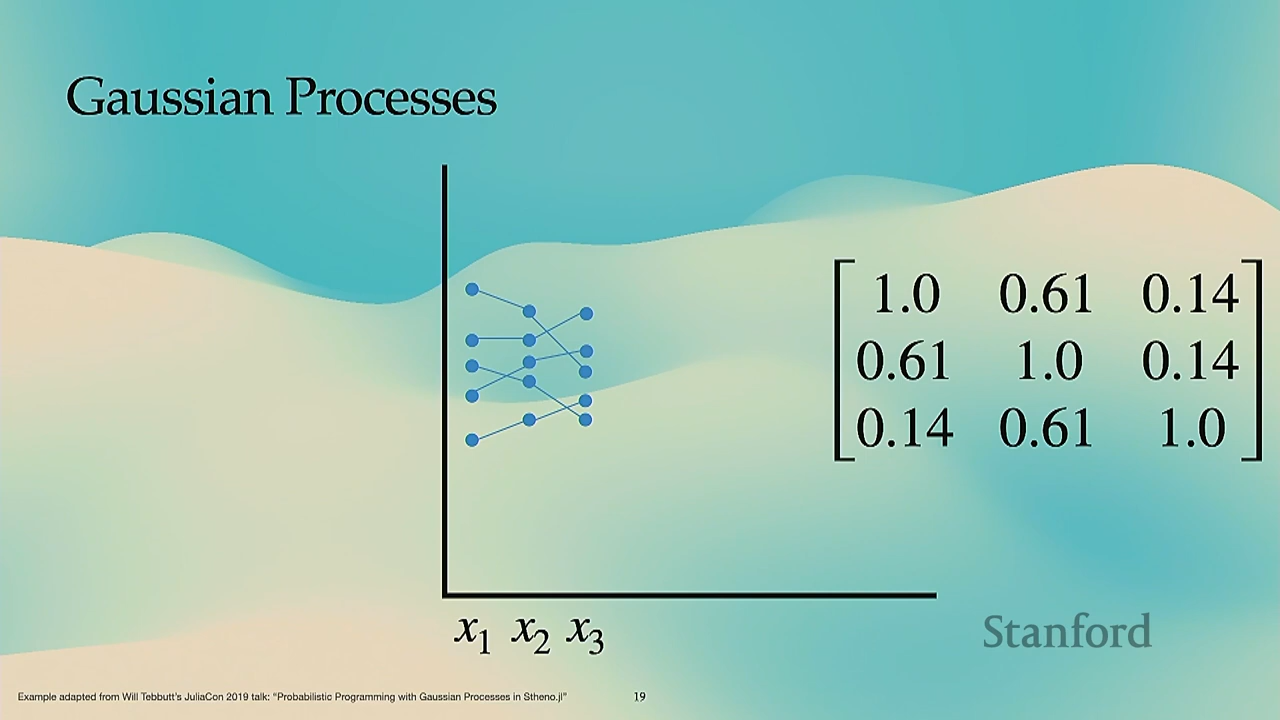 Gaussian Processes
1.0 0.61 0.14
0.61 1.0 0.14
0.14 0.61 1.0
x1 x2 x3
Stanford
Example adapted from Will Tebbutt's JuliaCon 2019 talk: "Probabilistic Programming with Gaussian Processes in Stheno.jl"
19